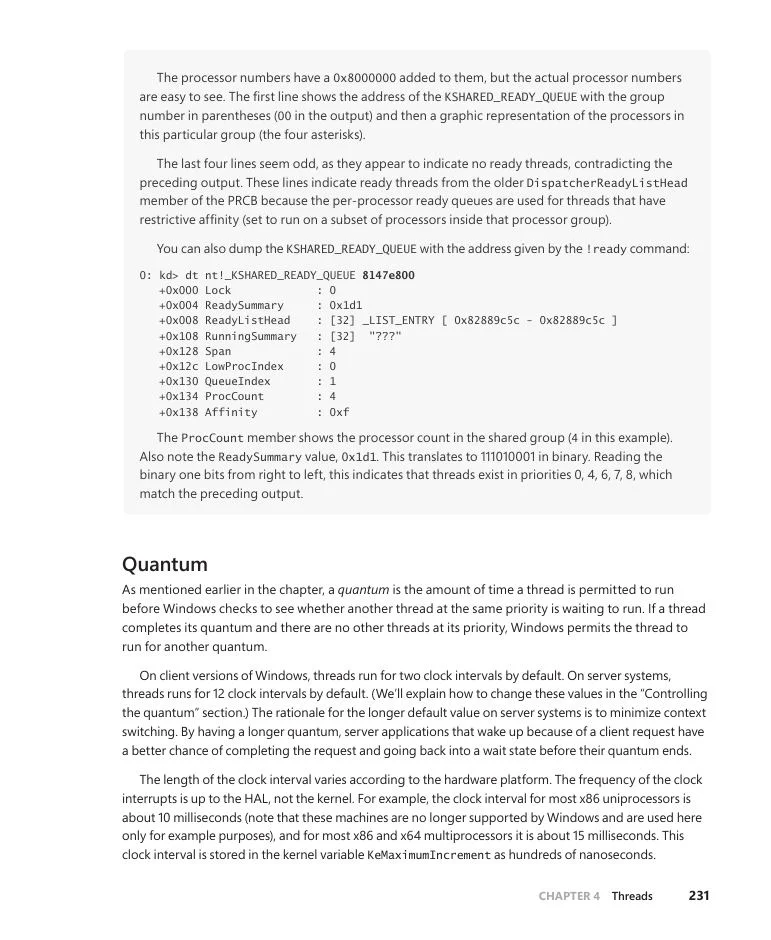 The processor numbers have a 0x8000000 added to them, but the actual processor numbers
are easy to see. The first line shows the address of the KSHARED_READY_QUEUE with the group
number in parentheses (00 in the output) and then a graphic representation of the processors in
this particular group (the four asterisks).
The last four lines seem odd, as they appear to indicate no ready threads, contradicting the
preceding output. These lines indicate ready threads from the older DispatcherReadyListHead
member of the PRCB because the per-processor ready queues are used for threads that have
restrictive affinity (set to run on a subset of processors inside that processor group).
You can also dump the KSHARED_READY_QUEUE with the address given by the !ready command:
0: kd> dt nt!_KSHARED_READY_QUEUE 8147e800
+0x000 Lock : 0
+0x004 ReadySummary : 0x1d1
+0x008 ReadyListHead : [32] _LIST_ENTRY [ 0x82889c5c - 0x82889c5c ]
+0x108 RunningSummary : [32] "???"
+0x128 Span : 4
+0x12c LowProcIndex : 0
+0x130 QueueIndex : 1
+0x134 ProcCount : 4
+0x138 Affinity : 0xf
The ProcCount member shows the processor count in the shared group (4 in this example).
Also note the ReadySummary value, 0x1d1. This translates to 111010001 in binary. Reading the
binary one bits from right to left, this indicates that threads exist in priorities 0, 4, 6, 7, 8, which
match the preceding output.
Quantum
As mentioned earlier in the chapter, a quantum is the amount of time a thread is permitted to run
before Windows checks to see whether another thread at the same priority is waiting to run. If a thread
completes its quantum and there are no other threads at its priority, Windows permits the thread to
run for another quantum.
On client versions of Windows, threads run for two clock intervals by default. On server systems,
threads runs for 12 clock intervals by default. (We'll explain how to change these values in the "Controlling
the quantum" section.) The rationale for the longer default value on server systems is to minimize context
switching. By having a longer quantum, server applications that wake up because of a client request have
a better chance of completing the request and going back into a wait state before their quantum ends.
The length of the clock interval varies according to the hardware platform. The frequency of the clock
interrupts is up to the HAL, not the kernel. For example, the clock interval for most x86 uniprocessors is
about 10 milliseconds (note that these machines are no longer supported by Windows and are used here
only for example purposes), and for most x86 and x64 multiprocessors it is about 15 milliseconds. This
clock interval is stored in the kernel variable KeMaximumIncrement as hundreds of nanoseconds.
CHAPTER 4 Threads 231